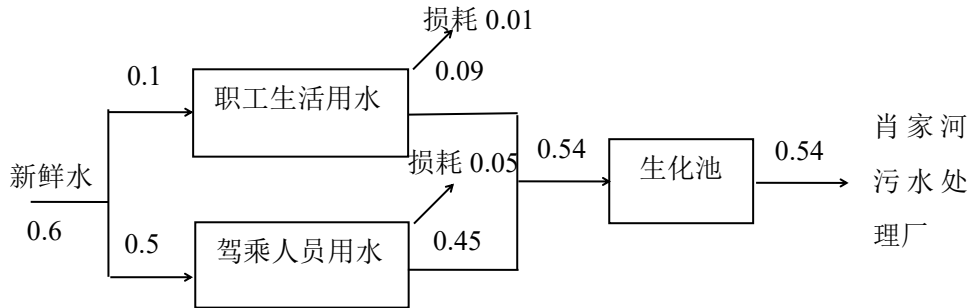 损耗 0.01
0.1
职工生活用水
0.09
新鲜水
0.6
损耗 0.05
0.5
驾乘人员用水
0.45
0.54
生化池
0.54
肖家河
污水处
理厂